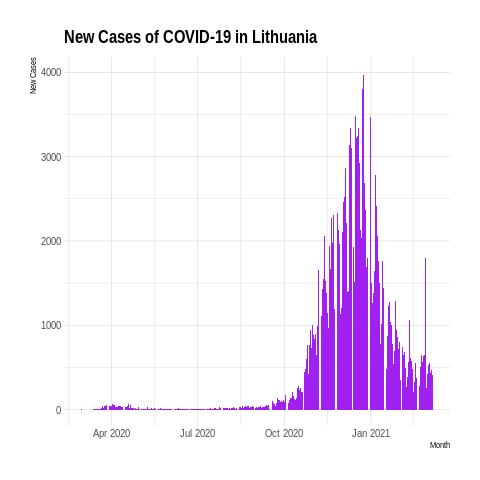 New Cases of COVID-19 in Lithuania
New Cases
4000
3000
2000
1000
0
Apr 2020 Jul 2020 Oct 2020 Jan 2021
Month